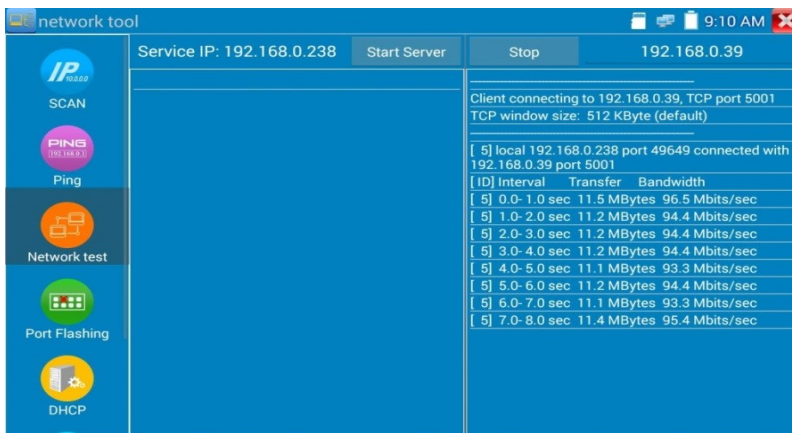 network tool
9:10 AM
Service IP: 192.168.0.238
Start Server
Stop
192.168.0.39
IP
10.0.0.0
SCAN
PING
192.168.0.1
Ping
Network test
Port Flashing
DHCP
Client connecting to 192.168.0.39, TCP port 5001
TCP window size: 512 KByte (default)
[ 5] local 192.168.0.238 port 49649 connected with
192.168.0.39 port 5001
[ ID] Interval Transfer Bandwidth
[ 5] 0.0- 1.0 sec 11.5 MBytes 96.5 Mbits/sec
[ 5] 1.0- 2.0 sec 11.2 MBytes 94.4 Mbits/sec
[ 5] 2.0- 3.0 sec 11.2 MBytes 94.4 Mbits/sec
[ 5] 3.0- 4.0 sec 11.2 MBytes 94.4 Mbits/sec
[ 5] 4.0- 5.0 sec 11.1 MBytes 93.3 Mbits/sec
[ 5] 5.0- 6.0 sec 11.2 MBytes 94.4 Mbits/sec
[ 5] 6.0- 7.0 sec 11.1 MBytes 93.3 Mbits/sec
[ 5] 7.0- 8.0 sec 11.4 MBytes 95.4 Mbits/sec